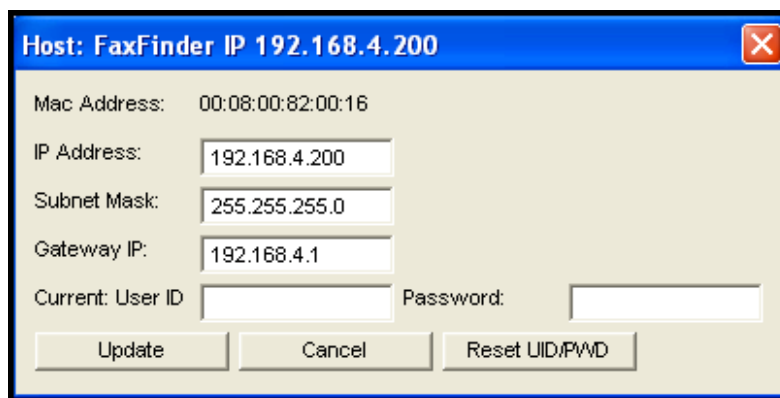 Host: FaxFinder IP 192.168.4.200
Mac Address: 00:08:00:82:00:16
IP Address: 192.168.4.200
Subnet Mask: 255.255.255.0
Gateway IP: 192.168.4.1
Current: User ID Password:
Update Cancel Reset UID/PWD